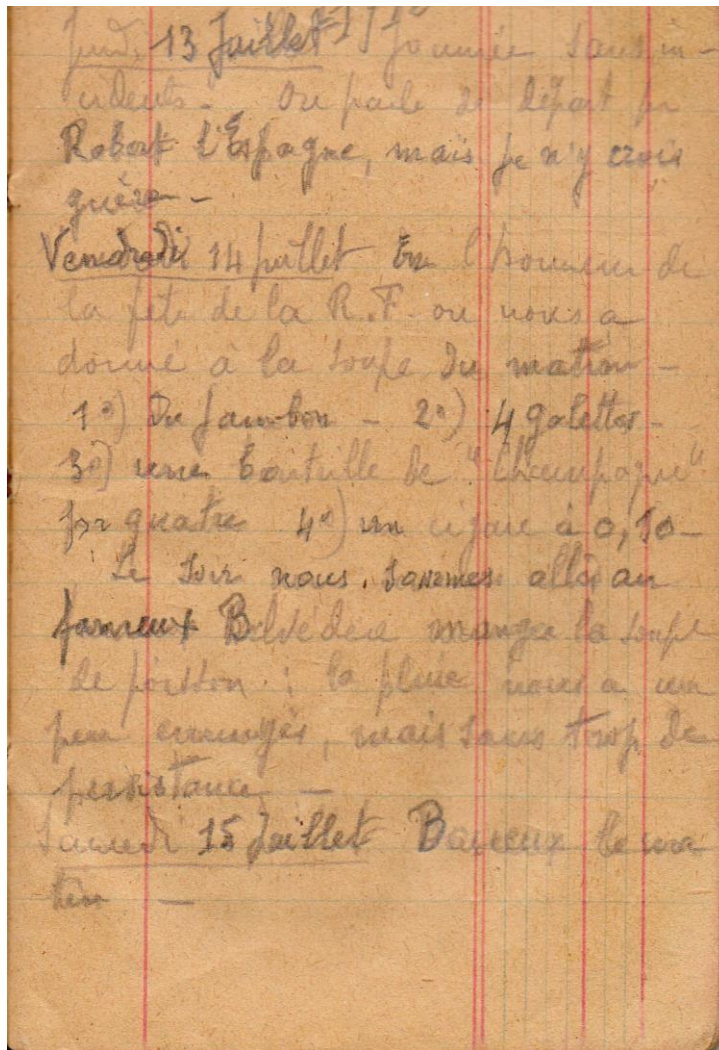 Jeudi 13 Juillet Journée sans in-
cidents. On parle de départ pr
Robert l'Espagne, mais je n'y crois
guère -
Vendredi 14 juillet En l'honneur de
la fête de la R.F. on nous a
donné à la soupe du matin -
1°) Du jambon - 2°) 4 galettes -
3°) une bouteille de "Champagne"
pr quatre 4°) un cigare à 0,10 -
Le soir nous sommes allés au
fameux Belvédère manger la soupe
de poisson ; la pluie nous a un
peu ennuyés, mais sans trop de
persistance -
Samedi 15 Juillet le ma
tin -